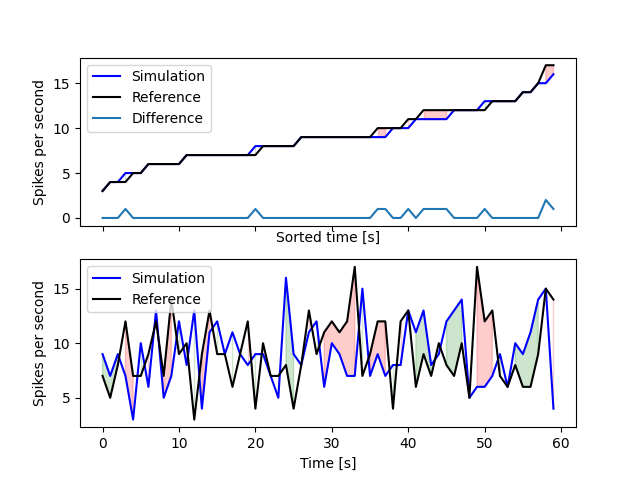 Spikes per second
15
10
5
0
Simulation
Reference
Difference
Sorted time [s]
Spikes per second
15
10
5
Simulation
Reference
0 10 20 30 40 50 60
Time [s]